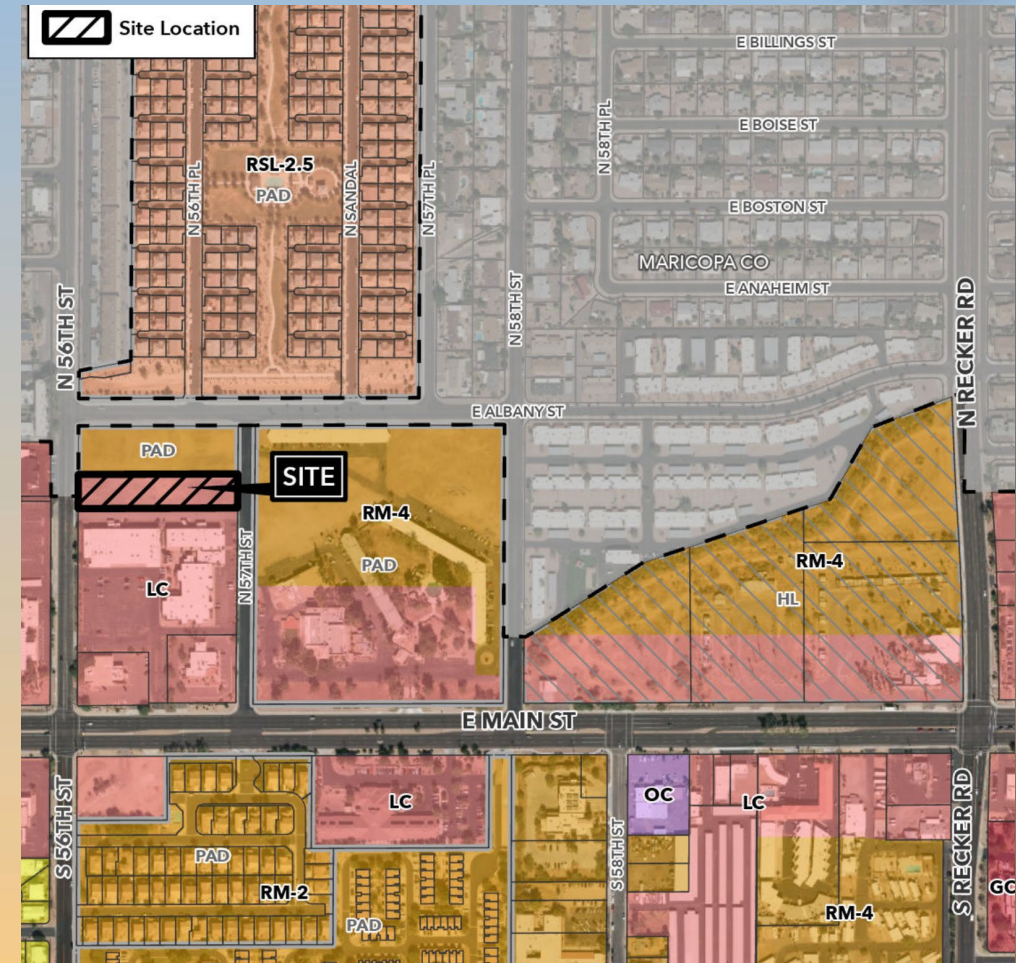 Site Location
E BILLINGS ST
N 58TH PL
E BOISE ST
RSL-2.5
PAD
N 56TH PL
N SANDAL
N 57TH PL
E BOSTON ST
MARICOPA CO
E ANAHEIM ST
N 56TH ST
N 58TH ST
N RECKER RD
E ALBANY ST
PAD
SITE
RM-4
PAD
N 57TH ST
LC
RM-4
HL
E MAIN ST
S 56TH ST
LC
OC
LC
PAD
RM-2
PAD
S 58TH ST
RM-4
S RECKER RD
GC